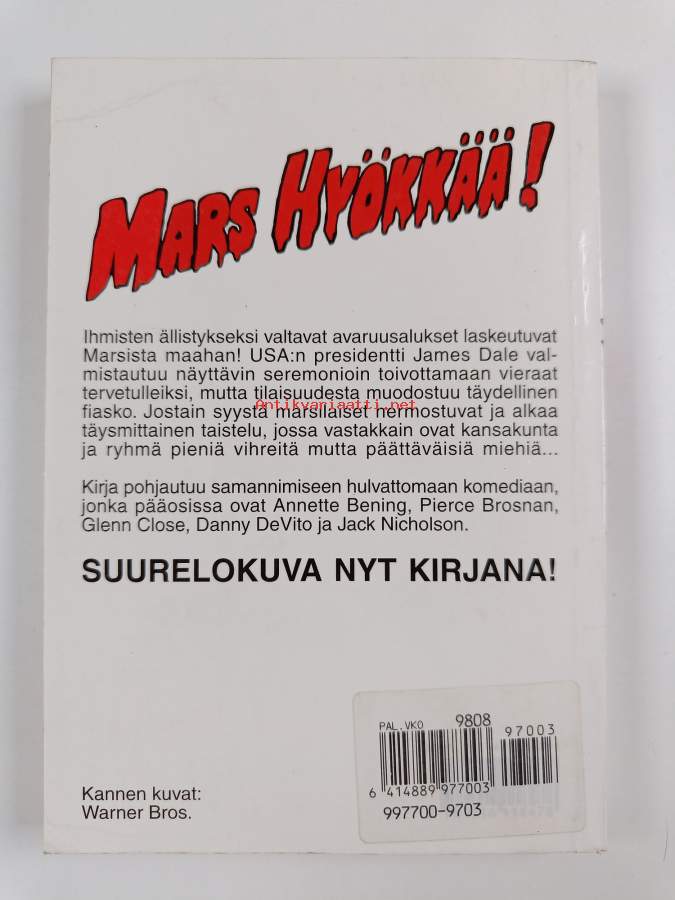 MARS HYÖKKÄÄ!
Ihmisten ällistykseksi valtavat avaruusalukset laskeutuvat
Marsista maahan! USA:n presidentti James Dale val-
mistautuu näyttävin seremonioin toivottamaan vieraat
tervetulleiksi, mutta tilaisuudesta muodostuu täydellinen
fiasko. Jostain syystä marsilaiset hermostuvat ja alkaa
Antikvariaatti.net
täysmittainen taistelu, jossa vastakkain ovat kansakunta
ja ryhmä pieniä vihreitä mutta päättäväisiä miehiä...
Kirja pohjautuu samannimiseen hulvattomaan komediaan,
jonka pääosissa ovat Annette Bening, Pierce Brosnan,
Glenn Close, Danny DeVito ja Jack Nicholson.
SUURELOKUVA NYT KIRJANA!
PAL.VKO 9808
97003
6 414889 977003
997700-9703
Kannen kuvat:
Warner Bros.